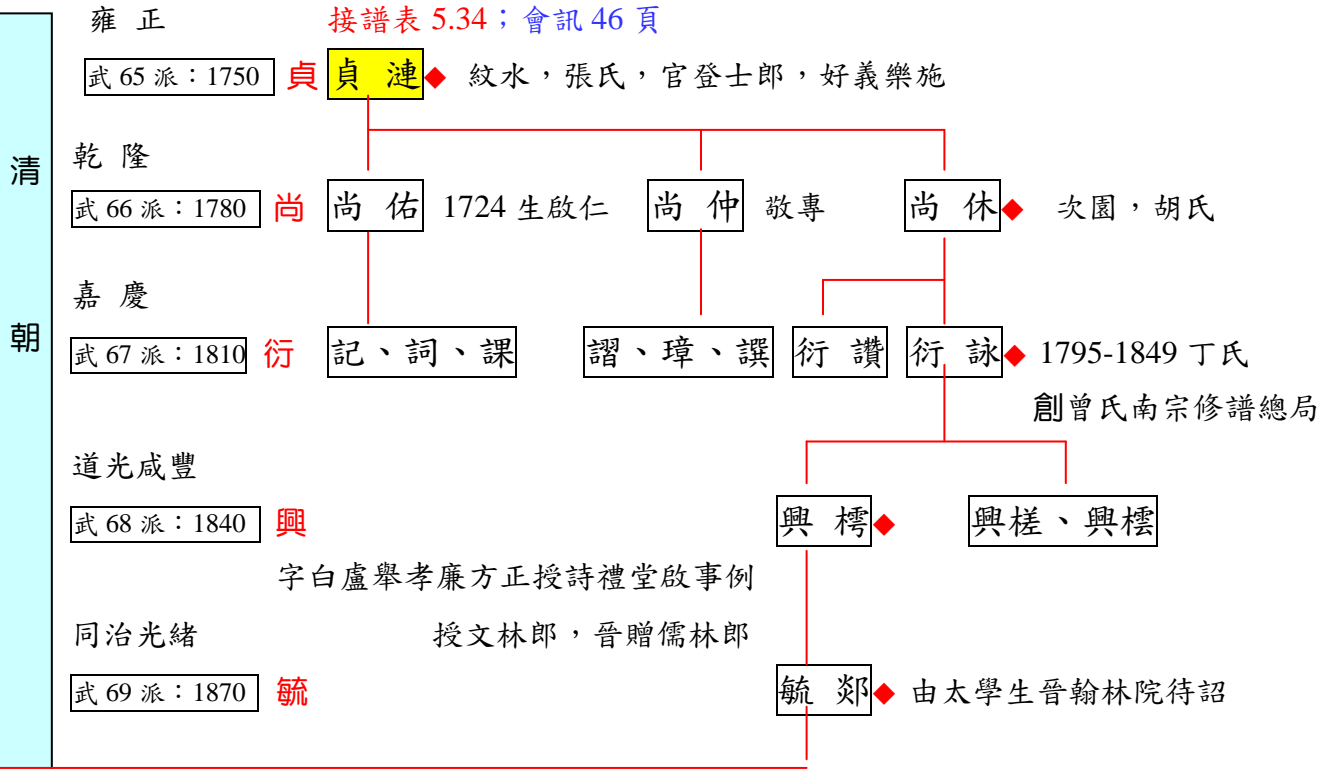 雍 正 接譜表 5.34；會訊 46 頁
武 65 派：1750 貞 貞 漣◆ 紋水，張氏，官登士郎，好義樂施
清
乾 隆
武 66 派：1780 尚 尚 佑 1724 生啟仁 尚 仲 敬專 尚 休◆ 次園，胡氏
嘉 慶
朝
武 67 派：1810 衍 記、詞、課 謵、璋、譔 衍 讚 衍 詠◆ 1795-1849 丁氏
創曾氏南宗修譜總局
道光咸豐
武 68 派：1840 興 興 樗◆ 興槎、興橒
字白盧舉孝廉方正授詩禮堂啟事例
同治光緒 授文林郎，晉贈儒林郎
武 69 派：1870 毓 毓 郯◆ 由太學生晉翰林院待詔